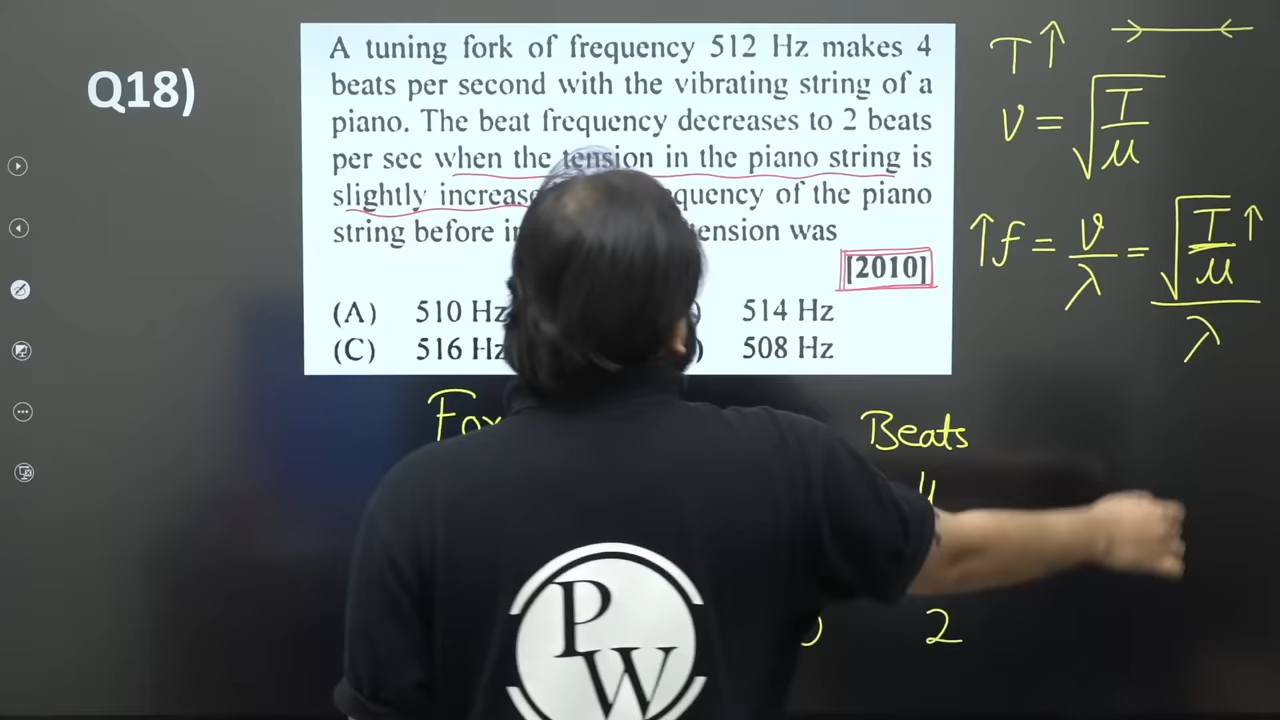 Q18)
A tuning fork of frequency 512 Hz makes 4
beats per second with the vibrating string of a
piano. The beat frequency decreases to 2 beats
per sec when the tension in the piano string is
slightly increase quency of the piano
string before in ension was
[2010]
(A) 510 Hz ) 514 Hz
(C) 516 Hz ) 508 Hz
T↑
v = √(T/μ)
↑f = v/λ = √(T/μ)↑/λ
For
Beats
4
2
PW